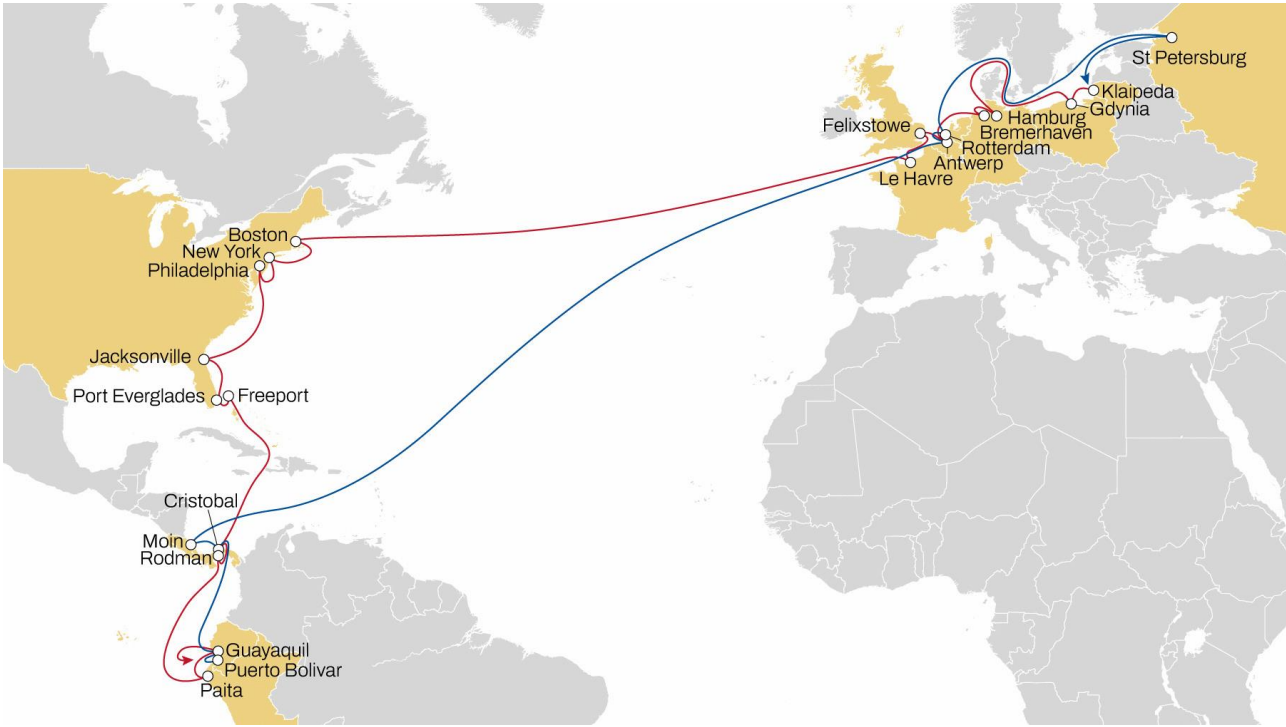 St Petersburg
Klaipeda
Gdynia
Hamburg
Bremerhaven
Felixstowe
Rotterdam
Antwerp
Le Havre
Boston
New York
Philadelphia
Jacksonville
Port Everglades
Freeport
Cristobal
Moin
Rodman
Guayaquil
Puerto Bolivar
Paita